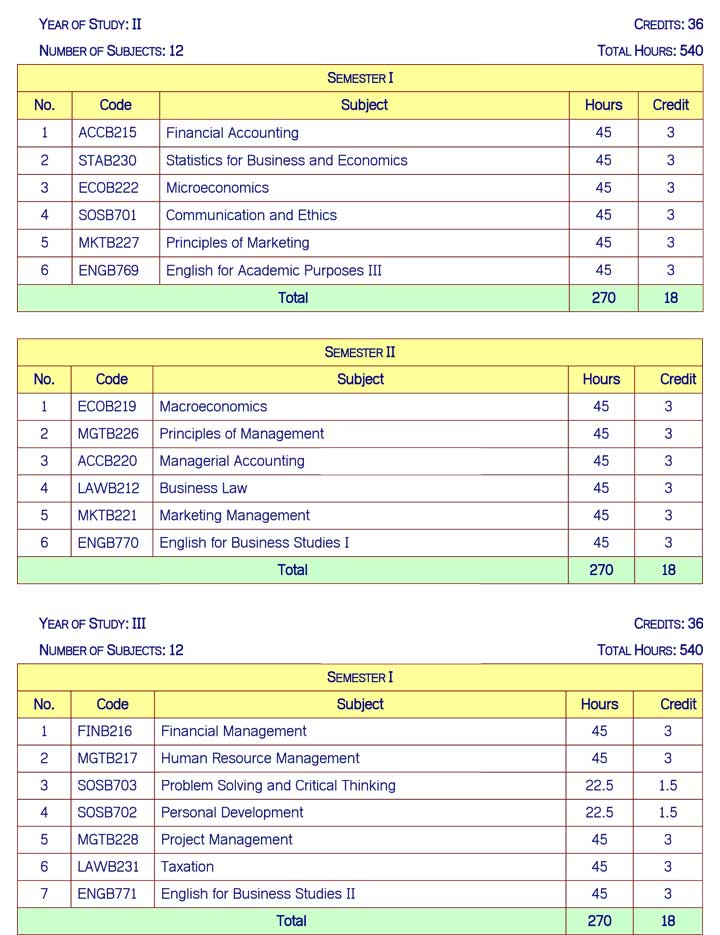 YEAR OF STUDY: II CREDITS: 36
NUMBER OF SUBJECTS: 12 TOTAL HOURS: 540
SEMESTER I
No. Code Subject Hours Credit
1 ACCB215 Financial Accounting 45 3
2 STAB230 Statistics for Business and Economics 45 3
3 ECOB222 Microeconomics 45 3
4 SOSB701 Communication and Ethics 45 3
5 MKTB227 Principles of Marketing 45 3
6 ENGB769 English for Academic Purposes III 45 3
Total 270 18
SEMESTER II
No. Code Subject Hours Credit
1 ECOB219 Macroeconomics 45 3
2 MGTB226 Principles of Management 45 3
3 ACCB220 Managerial Accounting 45 3
4 LAWB212 Business Law 45 3
5 MKTB221 Marketing Management 45 3
6 ENGB770 English for Business Studies I 45 3
Total 270 18
YEAR OF STUDY: III CREDITS: 36
NUMBER OF SUBJECTS: 12 TOTAL HOURS: 540
SEMESTER I
No. Code Subject Hours Credit
1 FINB216 Financial Management 45 3
2 MGTB217 Human Resource Management 45 3
3 SOSB703 Problem Solving and Critical Thinking 22.5 1.5
4 SOSB702 Personal Development 22.5 1.5
5 MGTB228 Project Management 45 3
6 LAWB231 Taxation 45 3
7 ENGB771 English for Business Studies II 45 3
Total 270 18